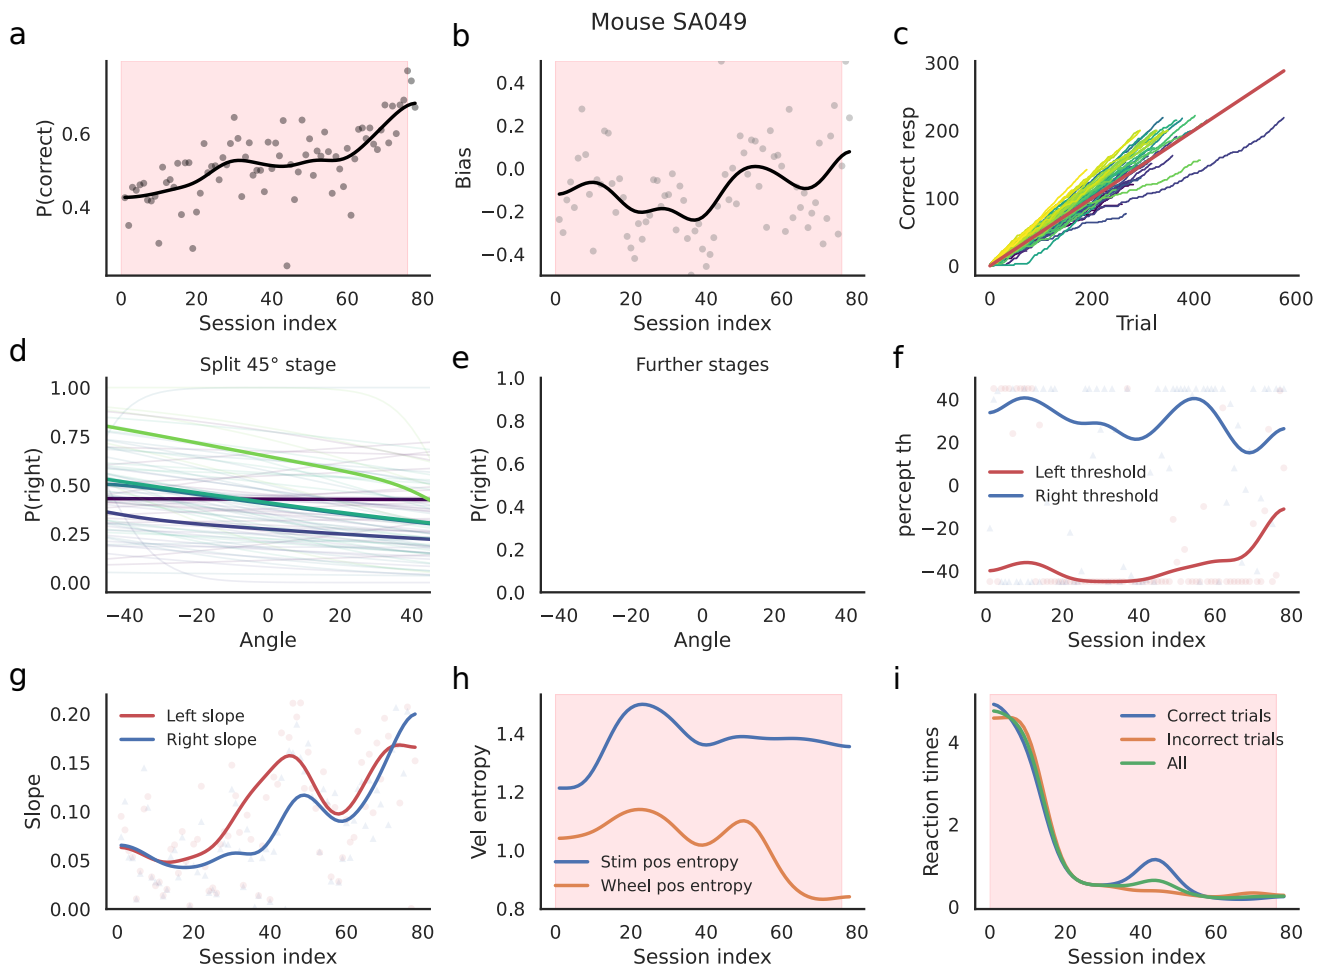 Mouse SA049
a
P(correct)
0.6
0.4
0 20 40 60 80
Session index
b
Bias
0.4
0.2
0.0
−0.2
−0.4
0 20 40 60 80
Session index
c
Correct resp
300
200
100
0
0 200 400 600
Trial
d
Split 45° stage
P(right)
1.00
0.75
0.50
0.25
0.00
−40 −20 0 20 40
Angle
e
Further stages
P(right)
1.0
0.8
0.6
0.4
0.2
0.0
−40 −20 0 20 40
Angle
f
percept th
40
20
0
−20
−40
Left threshold
Right threshold
0 20 40 60 80
Session index
g
Slope
0.20
0.15
0.10
0.05
0.00
Left slope
Right slope
0 20 40 60 80
Session index
h
Vel entropy
1.4
1.2
1.0
0.8
Stim pos entropy
Wheel pos entropy
0 20 40 60 80
Session index
i
Reaction times
4
2
0
Correct trials
Incorrect trials
All
0 20 40 60 80
Session index